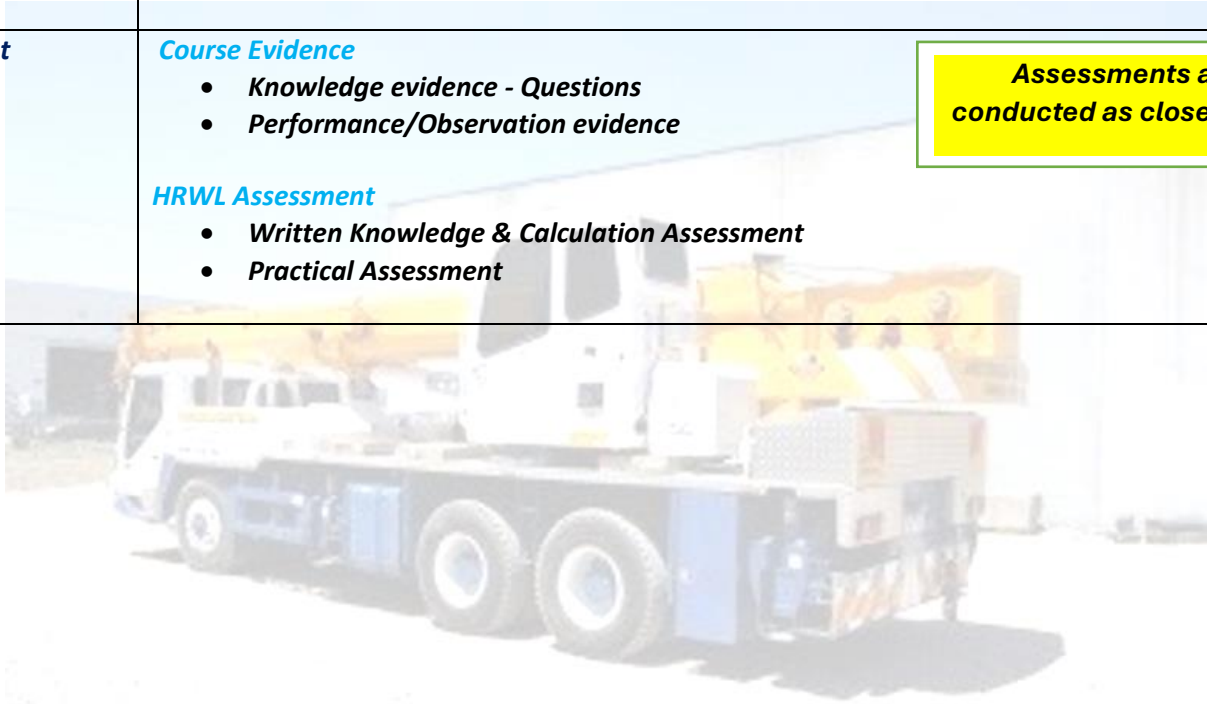 t
Course Evidence
• Knowledge evidence - Questions
• Performance/Observation evidence
HRWL Assessment
• Written Knowledge & Calculation Assessment
• Practical Assessment
Assessments a
conducted as close